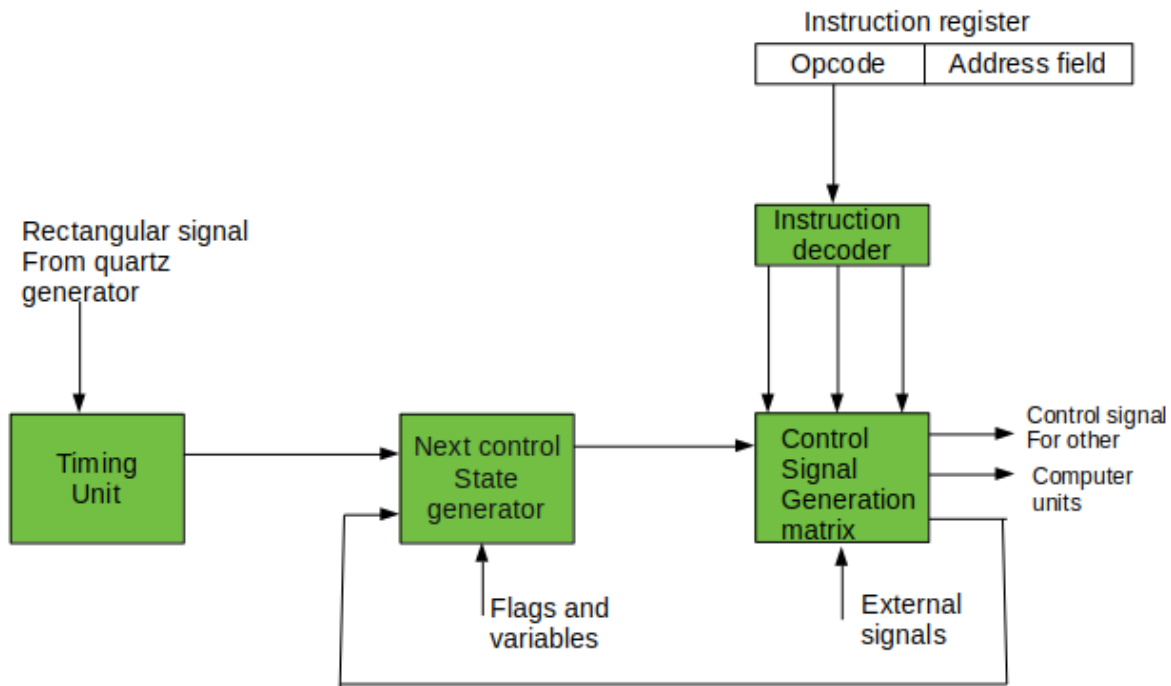 Instruction register
Opcode
Address field
Rectangular signal
From quartz
generator
Instruction
decoder
Timing
Unit
Next control
State
generator
Control
Signal
Generation
matrix
Control signal
For other
Computer
units
Flags and
variables
External
signals